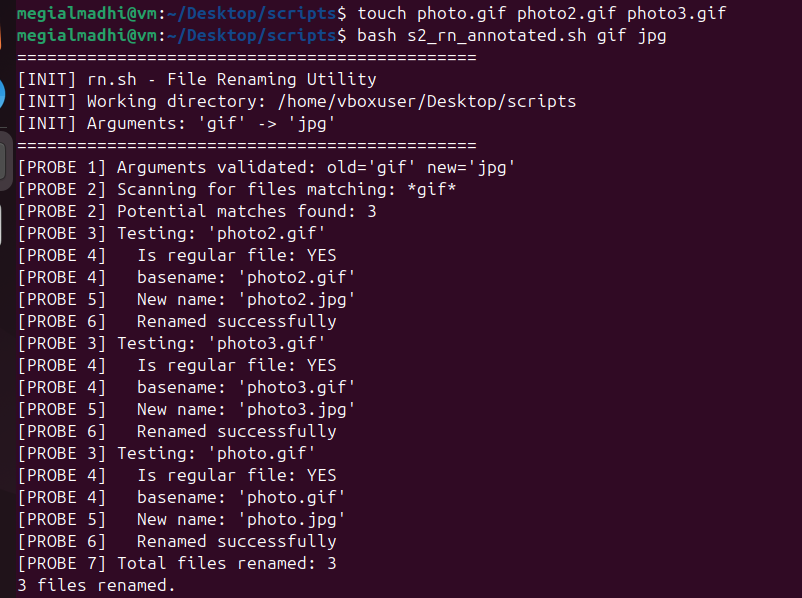 megialmadhi@vm:~/Desktop/scripts$ touch photo.gif photo2.gif photo3.gif
megialmadhi@vm:~/Desktop/scripts$ bash s2_rn_annotated.sh gif jpg
==============================================
[INIT] rn.sh - File Renaming Utility
[INIT] Working directory: /home/vboxuser/Desktop/scripts
[INIT] Arguments: 'gif' -> 'jpg'
==============================================
[PROBE 1] Arguments validated: old='gif' new='jpg'
[PROBE 2] Scanning for files matching: *gif*
[PROBE 2] Potential matches found: 3
[PROBE 3] Testing: 'photo2.gif'
[PROBE 4]   Is regular file: YES
[PROBE 4]   basename: 'photo2.gif'
[PROBE 5]   New name: 'photo2.jpg'
[PROBE 6]   Renamed successfully
[PROBE 3] Testing: 'photo3.gif'
[PROBE 4]   Is regular file: YES
[PROBE 4]   basename: 'photo3.gif'
[PROBE 5]   New name: 'photo3.jpg'
[PROBE 6]   Renamed successfully
[PROBE 3] Testing: 'photo.gif'
[PROBE 4]   Is regular file: YES
[PROBE 4]   basename: 'photo.gif'
[PROBE 5]   New name: 'photo.jpg'
[PROBE 6]   Renamed successfully
[PROBE 7] Total files renamed: 3
3 files renamed.